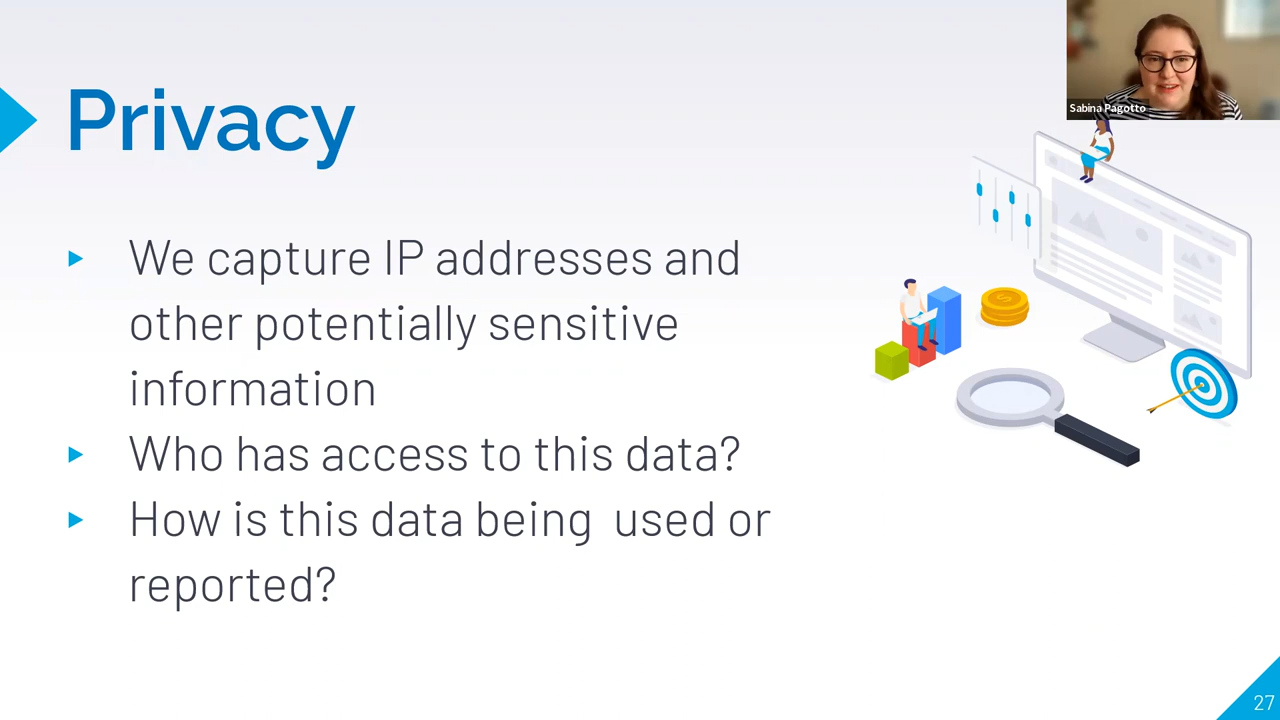 Sabina Pagotto
Privacy
We capture IP addresses and
other potentially sensitive
information
Who has access to this data?
How is this data being  used or
reported?
27